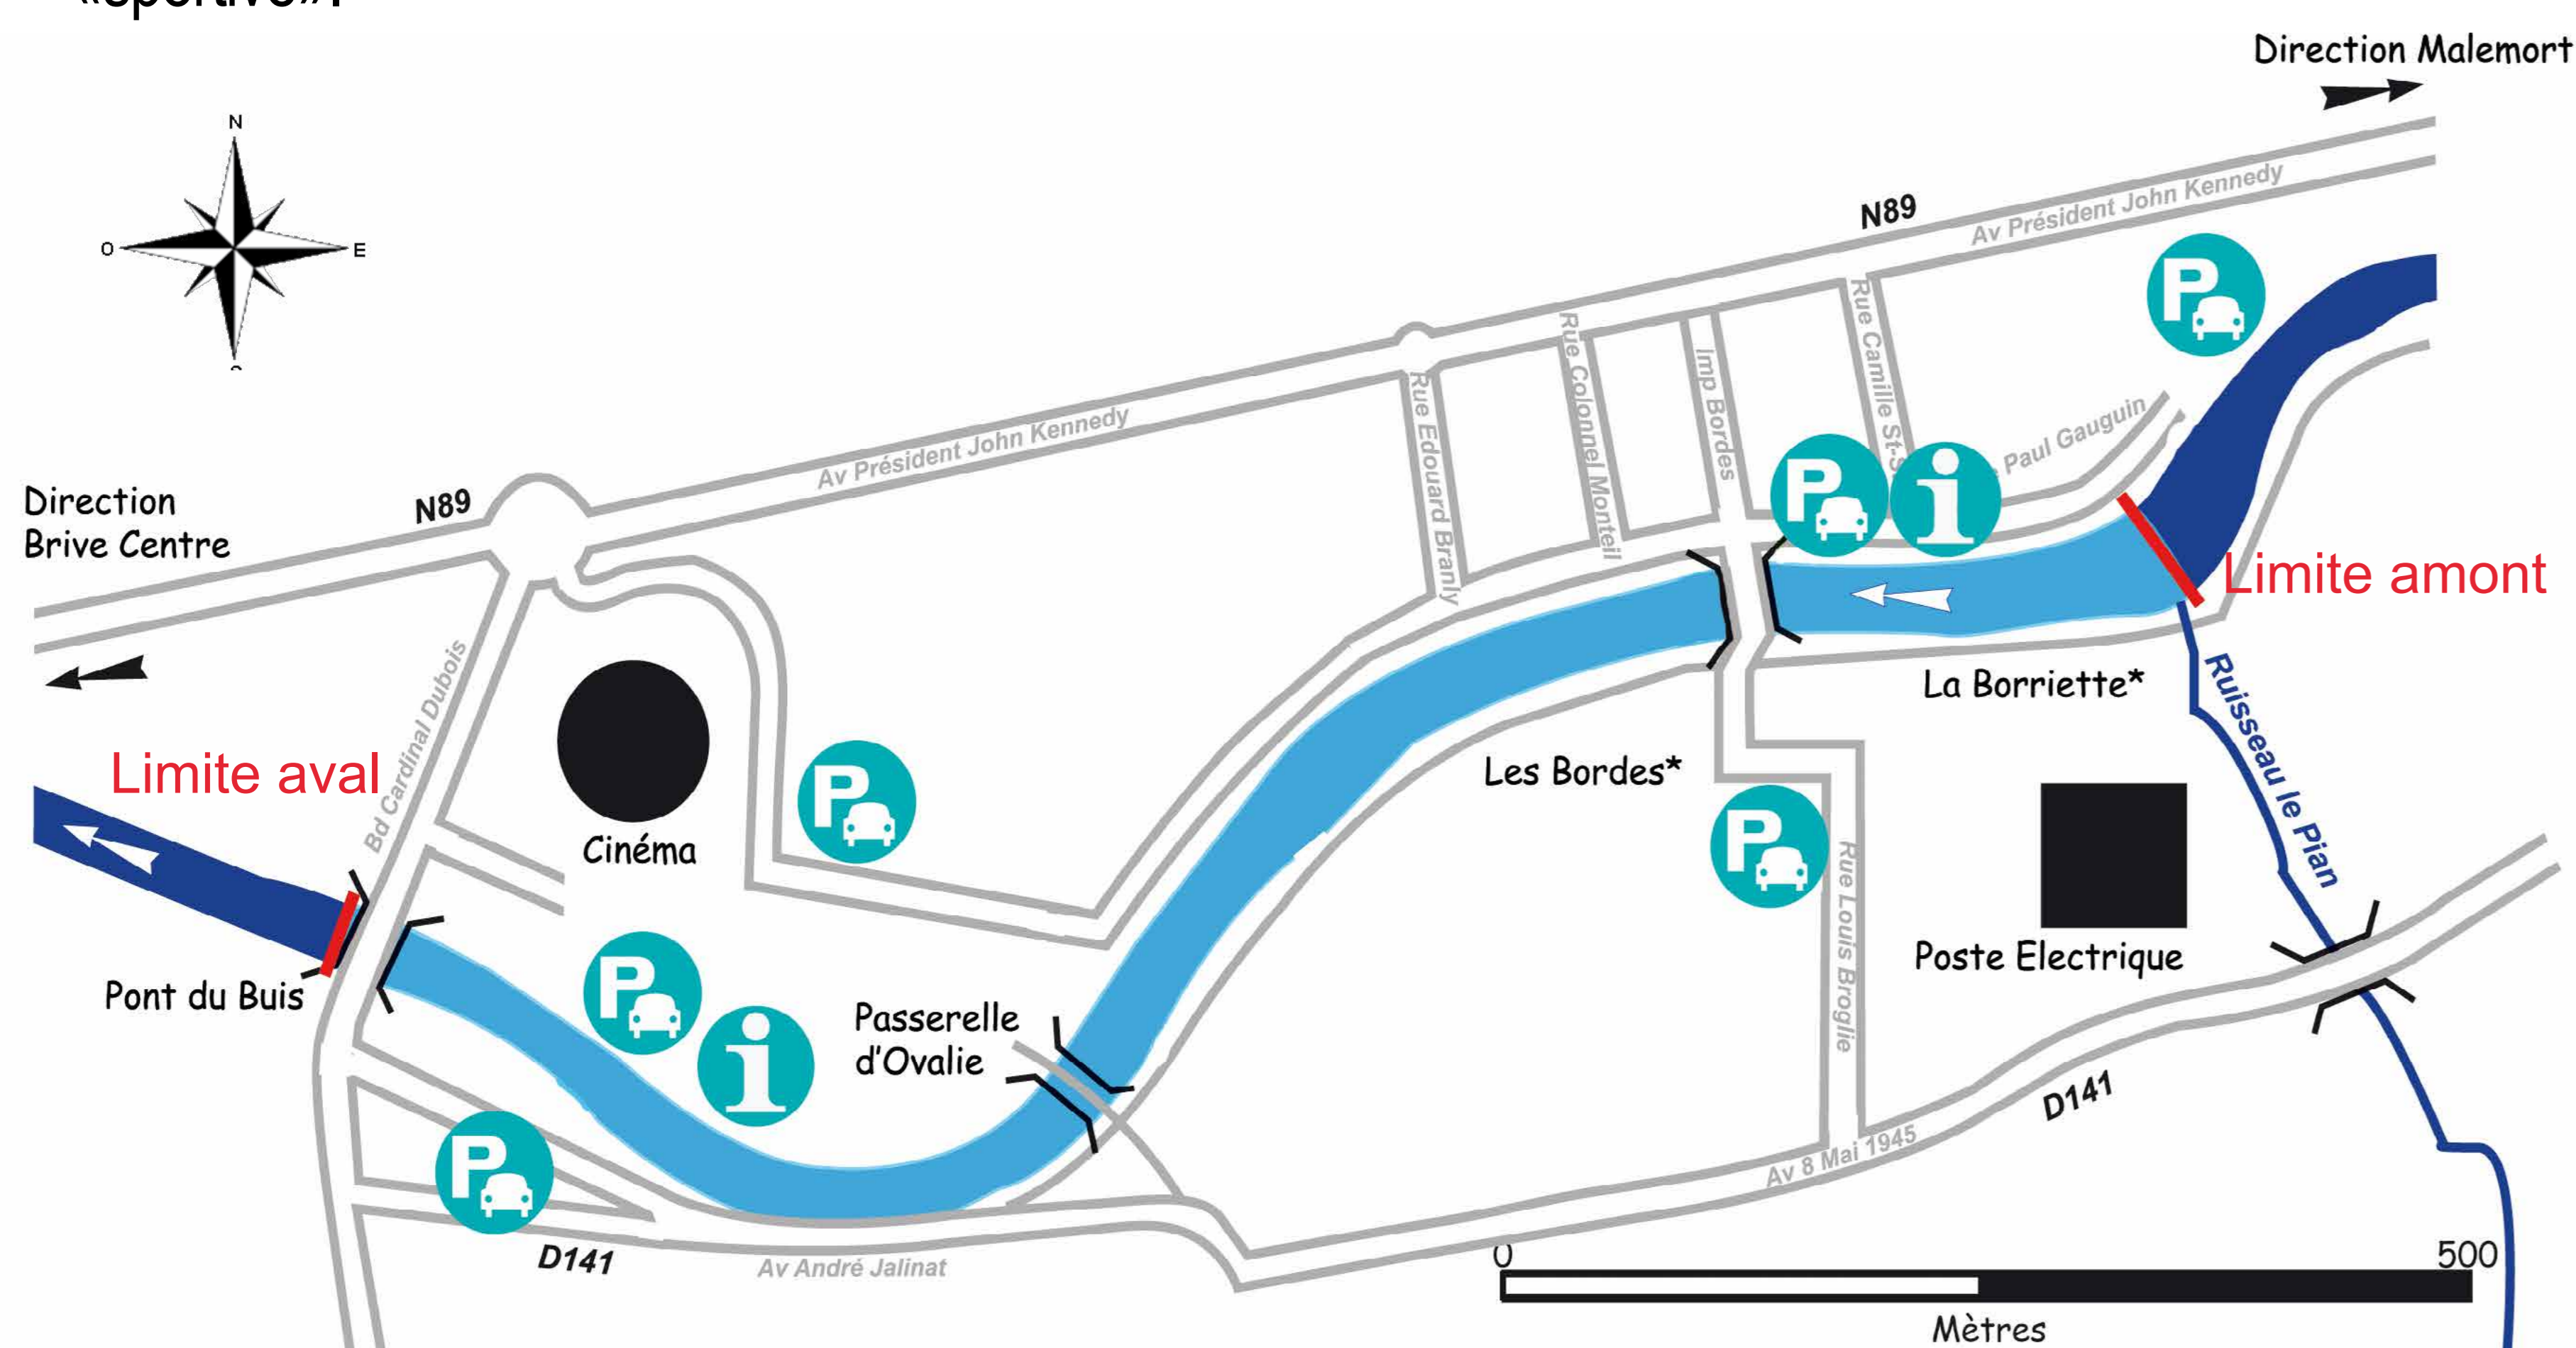 «sportive».
Direction Malemort
N
O
E
N89
Av Président John Kennedy
P
Rue Camille St-S
Rue Colonnel Monteil
Imp Bordes
Rue Edouard Branly
Paul Gauguin
Av Président John Kennedy
P
i
Direction
Brive Centre
N89
Limite amont
Bd Cardinal Dubois
La Borriette*
Ruisseau le Pian
Limite aval
Les Bordes*
P
P
Cinéma
Rue Louis Broglie
Poste Electrique
Pont du Buis
P
i
Passerelle
d'Ovalie
D141
Av 8 Mai 1945
P
D141
Av André Jalinat
0
500
Mètres